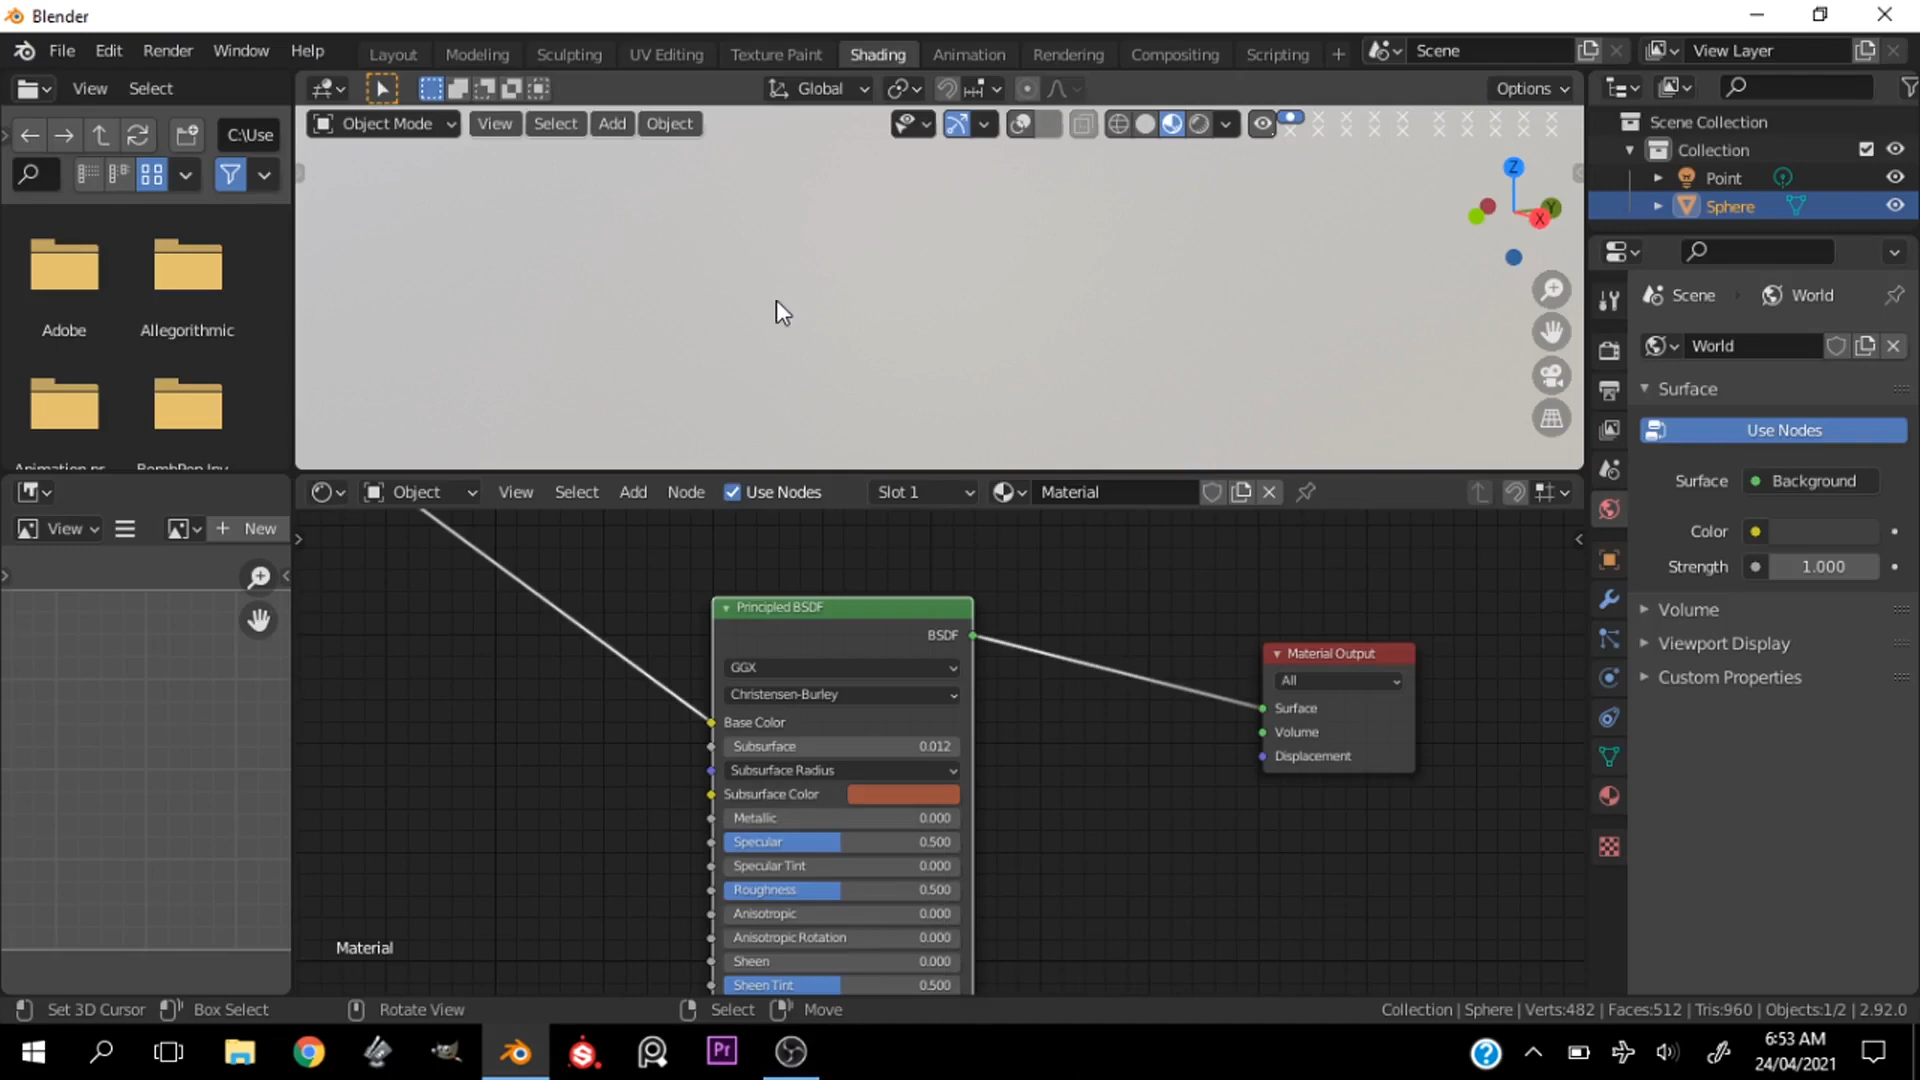 Blender
File Edit Render Window Help
Layout Modeling Sculpting UV Editing Texture Paint Shading Animation Rendering Compositing Scripting +
Scene
View Layer
View Select
Global
Options
Object Mode View Select Add Object
C:\Use
Adobe
Allegorithmic
Scene Collection
Collection
Point
Sphere
Z
Y
X
Scene
World
World
Surface
Use Nodes
Surface Background
Color
Strength 1.000
Volume
Viewport Display
Custom Properties
View
New
Object View Select Add Node Use Nodes Slot 1 Material
Principled BSDF
BSDF
GGX
Christensen-Burley
Base Color
Subsurface 0.012
Subsurface Radius
Subsurface Color
Metallic 0.000
Specular 0.500
Specular Tint 0.000
Roughness 0.500
Anisotropic 0.000
Anisotropic Rotation 0.000
Sheen 0.000
Sheen Tint 0.500
Material Output
All
Surface
Volume
Displacement
Material
Set 3D Cursor Box Select Rotate View Select Move
Collection | Sphere | Verts:482 | Faces:512 | Tris:960 | Objects:1/2 | 2.92.0
Pr
6:53 AM
24/04/2021